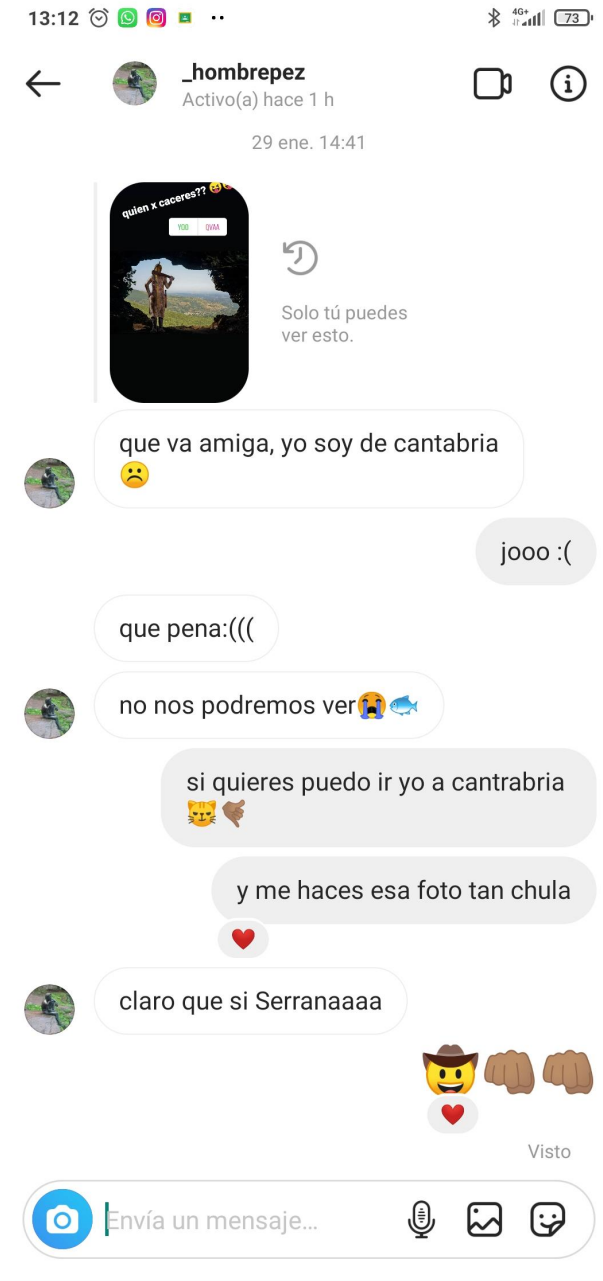 13:12
4G+
73
_hombrepez
Activo(a) hace 1 h
29 ene. 14:41
quien x caceres??
YOO
QVAA
Solo tú puedes
ver esto.
que va amiga, yo soy de cantabria
☹️
jooo :(
que pena:(((
no nos podremos ver😭🐟
si quieres puedo ir yo a cantrabria
😼🤙🏽
y me haces esa foto tan chula
❤️
claro que si Serranaaaa
🤠👊🏽👊🏽
❤️
Visto
Envía un mensaje...